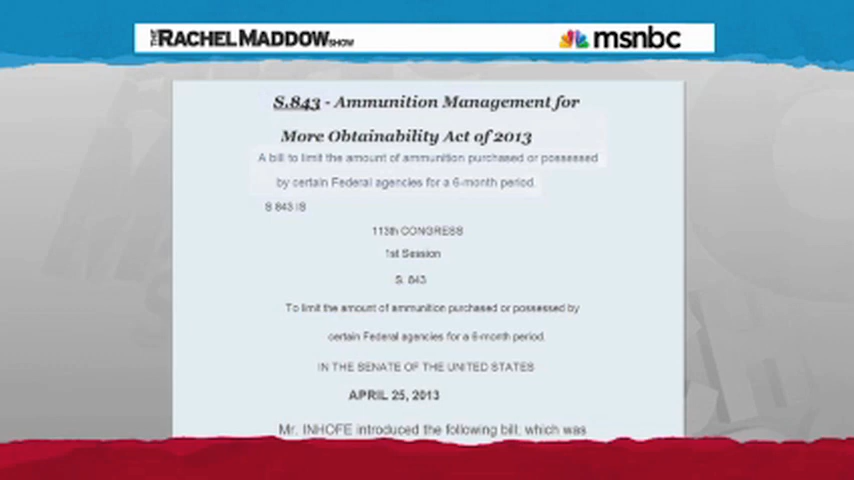 THE RACHEL MADDOW SHOW
msnbc
S.843 - Ammunition Management for
More Obtainability Act of 2013
A bill to limit the amount of ammunition purchased or possessed
by certain Federal agencies for a 6-month period.
S 843 IS
113th CONGRESS
1st Session
S. 843
To limit the amount of ammunition purchased or possessed by
certain Federal agencies for a 6-month period.
IN THE SENATE OF THE UNITED STATES
APRIL 25, 2013
Mr. INHOFE introduced the following bill; which was